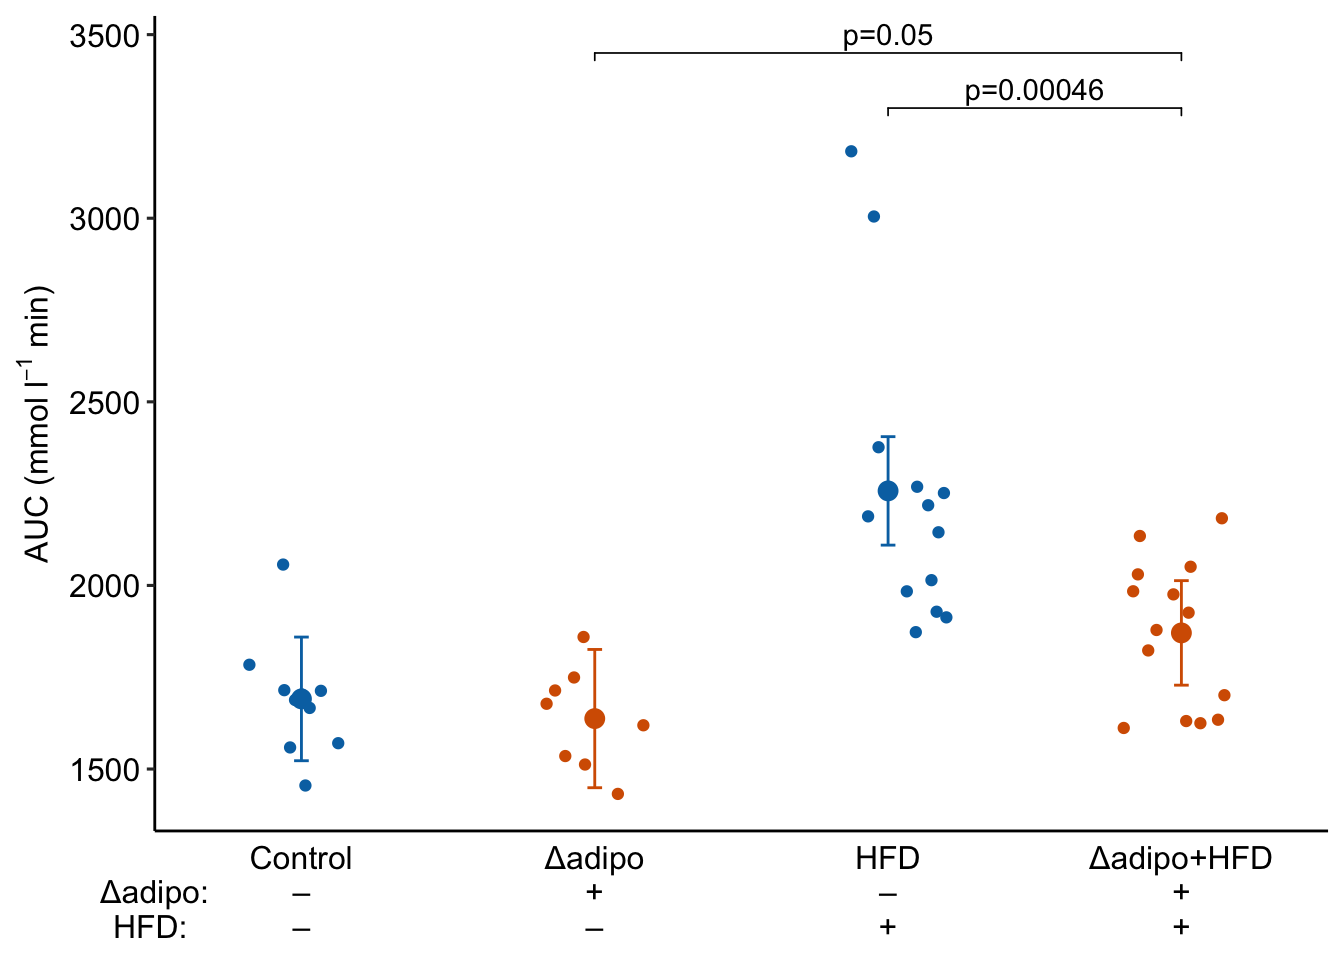 3500
p=0.05
p=0.00046
3000
2500
2000
1500
AUC (mmol l⁻¹ min)
Control Δadipo HFD Δadipo+HFD
Δadipo: – + – +
HFD: – – + +